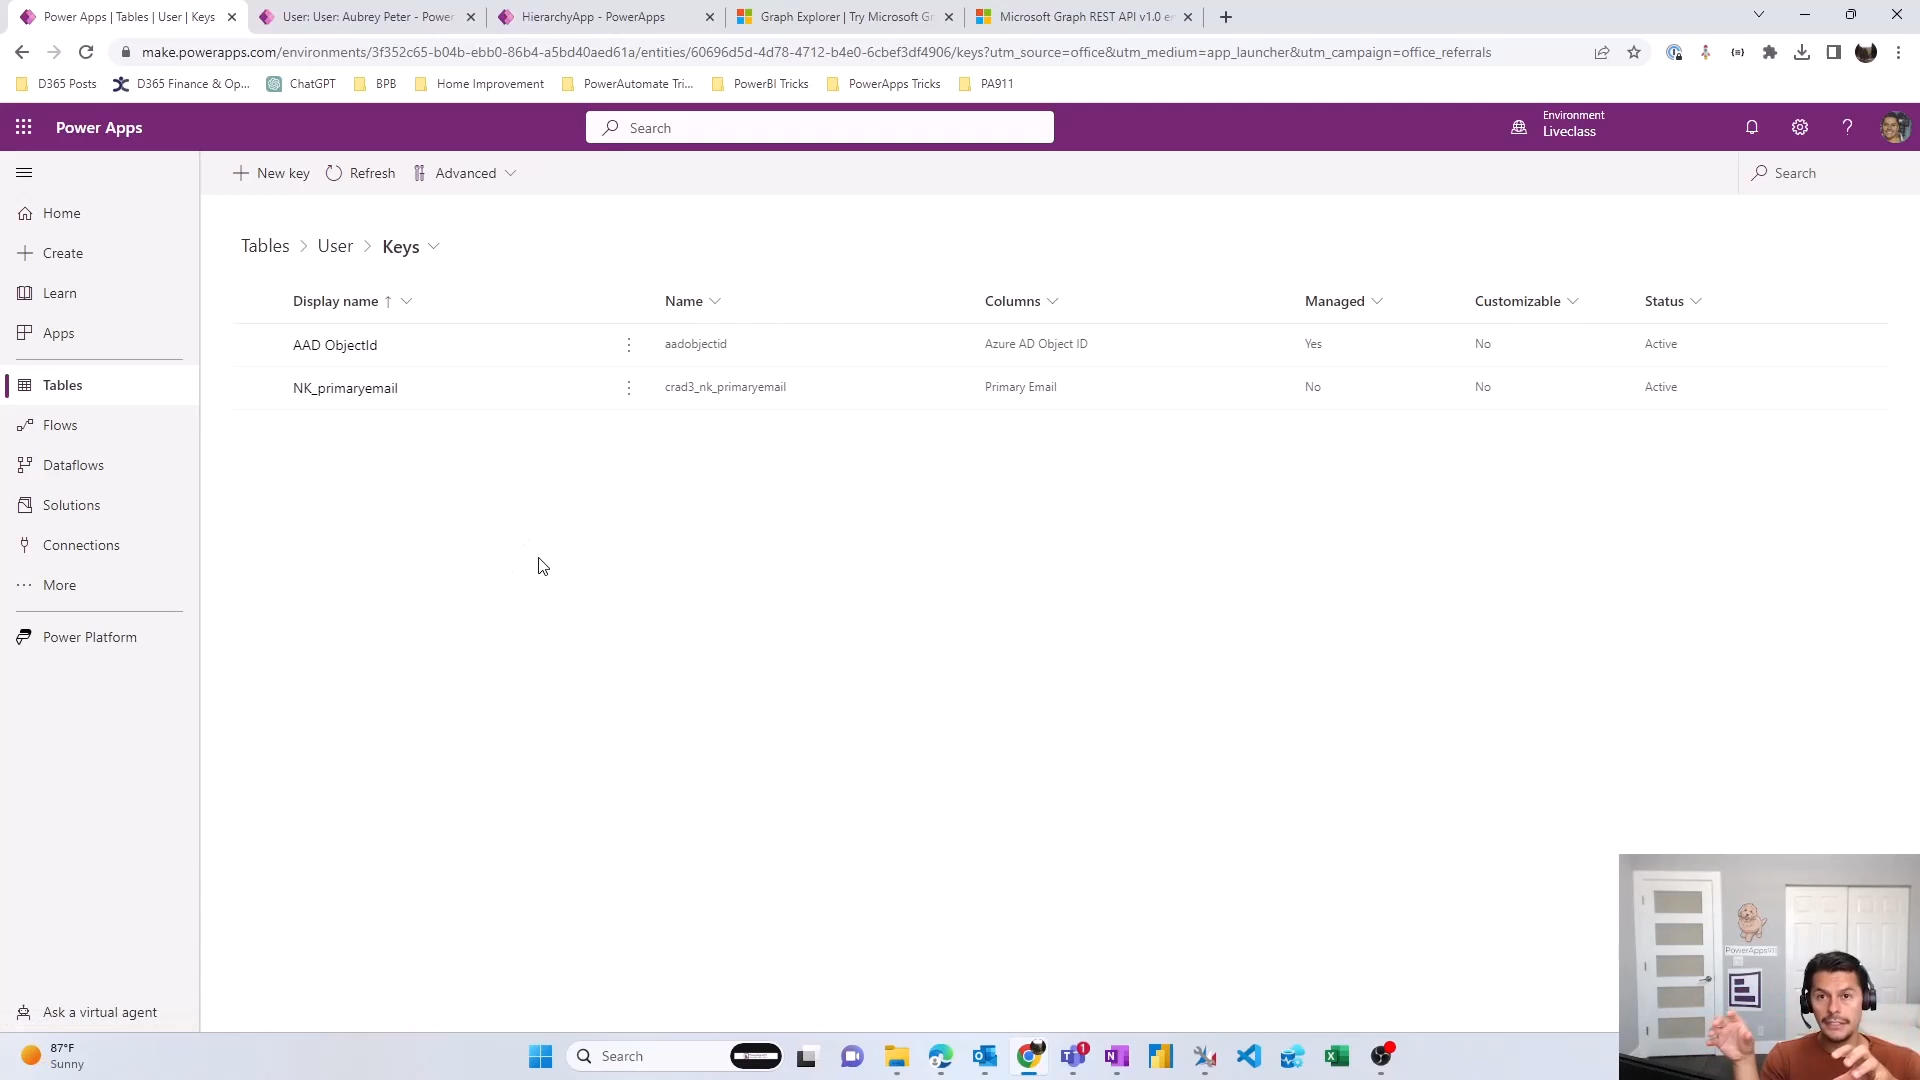 Power Apps | Tables | User | Keys
User: User: Aubrey Peter - Power
HierarchyApp - PowerApps
Graph Explorer | Try Microsoft Gr
Microsoft Graph REST API v1.0 e
make.powerapps.com/environments/3f352c65-b04b-ebb0-86b4-a5bd40aed61a/entities/60696d5d-4d78-4712-b4e0-6cbef3df4906/keys?utm_source=office&utm_medium=app_launcher&utm_campaign=office_referrals
D365 Posts
D365 Finance & Op...
ChatGPT
BPB
Home Improvement
PowerAutomate Tri...
PowerBI Tricks
PowerApps Tricks
PA911
Power Apps
Search
Environment
Liveclass
New key
Refresh
Advanced
Search
Home
Create
Learn
Apps
Tables
Flows
Dataflows
Solutions
Connections
More
Power Platform
Ask a virtual agent
Tables > User > Keys
Display name ↑ Name Columns Managed Customizable Status
AAD ObjectId aadobjectid Azure AD Object ID Yes No Active
NK_primaryemail crad3_nk_primaryemail Primary Email No No Active
PowerApps911
87°F
Sunny
Search
1